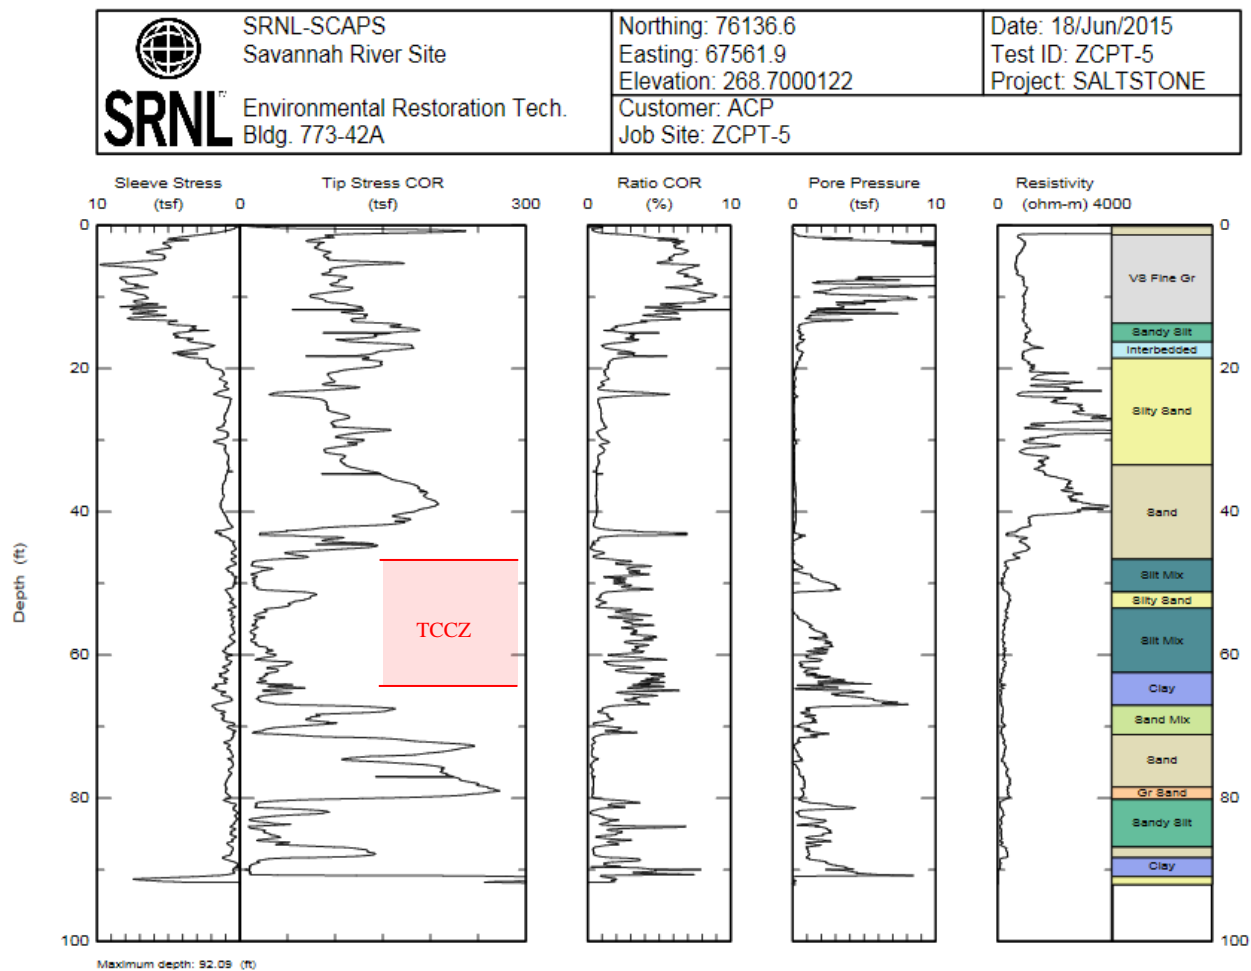 SRNL-SCAPS
Savannah River Site
SRNL
Environmental Restoration Tech.
Bldg. 773-42A
Northing: 76136.6
Easting: 67561.9
Elevation: 268.7000122
Customer: ACP
Job Site: ZCPT-5
Date: 18/Jun/2015
Test ID: ZCPT-5
Project: SALTSTONE
Sleeve Stress Tip Stress COR Ratio COR Pore Pressure Resistivity
10 (tsf) 0 (tsf) 300 0 (%) 10 0 (tsf) 10 0 (ohm-m) 4000
0 0
VS Fine Gr
Sandy Silt
Interbedded
20 20
Silty Sand
40 Sand 40
Depth (ft)
Silt Mix
Silty Sand
TCCZ
Silt Mix
60 60
Clay
Sand Mix
Sand
Gr Sand
80 80
Sandy Silt
Clay
100 100
Maximum depth: 92.09 (ft)